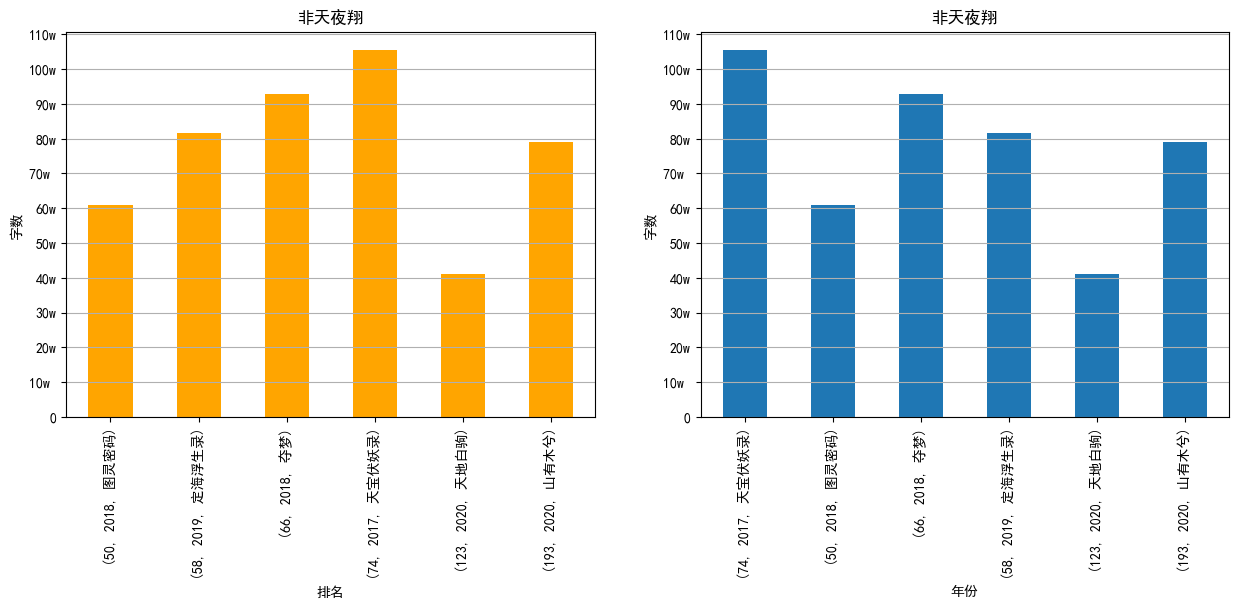 非天夜翔
110w
100w
90w
80w
70w
60w
50w
40w
30w
20w
10w
0
字数
(50, 2018, 图灵密码)
(58, 2019, 定海浮生录)
(66, 2018, 夺梦)
(74, 2017, 天宝伏妖录)
(123, 2020, 天地白驹)
(193, 2020, 山有木兮)
排名
非天夜翔
110w
100w
90w
80w
70w
60w
50w
40w
30w
20w
10w
0
字数
(74, 2017, 天宝伏妖录)
(50, 2018, 图灵密码)
(66, 2018, 夺梦)
(58, 2019, 定海浮生录)
(123, 2020, 天地白驹)
(193, 2020, 山有木兮)
年份